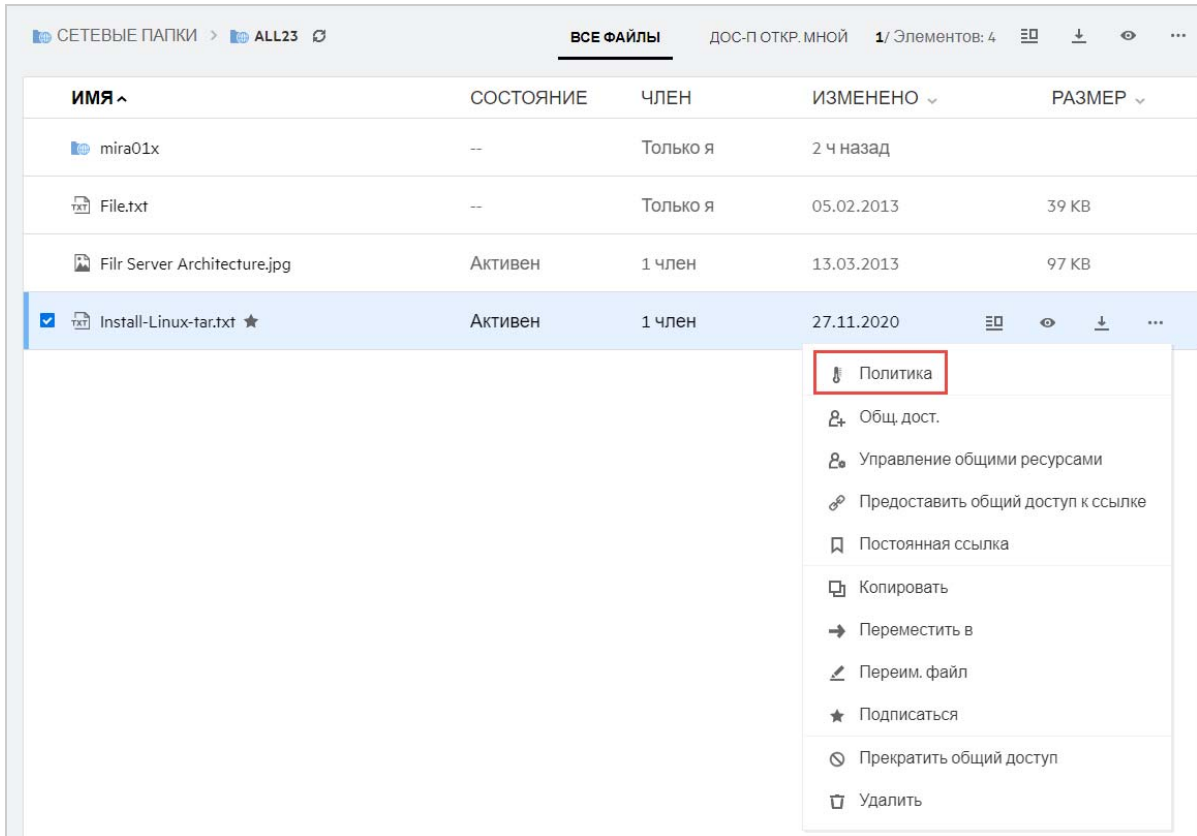 СЕТЕВЫЕ ПАПКИ > ALL23 ВСЕ ФАЙЛЫ ДОС-П ОТКР. МНОЙ 1/ Элементов: 4 ...
ИМЯ СОСТОЯНИЕ ЧЛЕН ИЗМЕНЕНО РАЗМЕР
mira01x -- Только я 2 ч назад
TXT File.txt -- Только я 05.02.2013 39 KB
Filr Server Architecture.jpg Активен 1 член 13.03.2013 97 KB
TXT Install-Linux-tar.txt Активен 1 член 27.11.2020 ...
Политика
Общ. дост.
Управление общими ресурсами
Предоставить общий доступ к ссылке
Постоянная ссылка
Копировать
Переместить в
Переим. файл
Подписаться
Прекратить общий доступ
Удалить